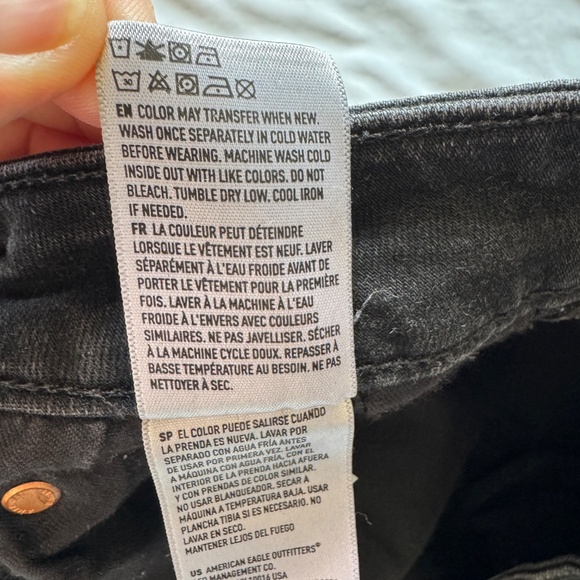 30
EN COLOR MAY TRANSFER WHEN NEW.
WASH ONCE SEPARATELY IN COLD WATER
BEFORE WEARING. MACHINE WASH COLD
INSIDE OUT WITH LIKE COLORS. DO NOT
BLEACH. TUMBLE DRY LOW. COOL IRON
IF NEEDED.
FR LA COULEUR PEUT DÉTEINDRE
LORSQUE LE VÊTEMENT EST NEUF. LAVER
SÉPARÉMENT À L'EAU FROIDE AVANT DE
PORTER LE VÊTEMENT POUR LA PREMIÈRE
FOIS. LAVER À LA MACHINE À L'EAU
FROIDE À L'ENVERS AVEC COULEURS
SIMILAIRES. NE PAS JAVELLISER. SÉCHER
À LA MACHINE CYCLE DOUX. REPASSER À
BASSE TEMPÉRATURE AU BESOIN. NE PAS
NETTOYER À SEC.
SP EL COLOR PUEDE SALIRSE CUANDO
LA PRENDA ES NUEVA. LAVAR POR
SEPARADO CON AGUA FRÍA ANTES
DE USAR POR PRIMERA VEZ. LAVAR
A MÁQUINA CON AGUA FRÍA, CON EL
INTERIOR DE LA PRENDA HACIA AFUERA
Y CON PRENDAS DE COLOR SIMILAR.
NO USAR BLANQUEADOR. SECAR A
MÁQUINA A TEMPERATURA BAJA. USAR
PLANCHA TIBIA SI ES NECESARIO. NO
LAVAR EN SECO.
MANTENER LEJOS DEL FUEGO
US AMERICAN EAGLE OUTFITTERS®
MANAGEMENT CO.
10016 USA